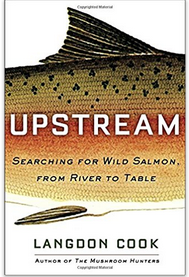 UPSTREAM
SEARCHING FOR WILD SALMON,
FROM RIVER TO TABLE
LANGDON COOK
AUTHOR OF THE MUSHROOM HUNTERS